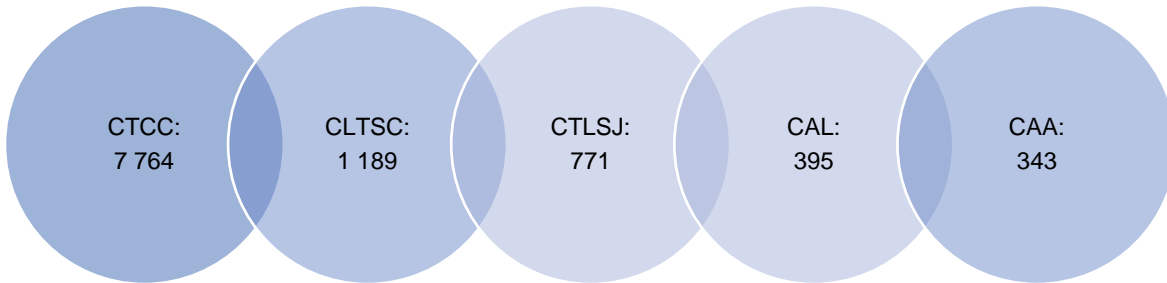 CTCC:
7 764
CLTSC:
1 189
CTLSJ:
771
CAL:
395
CAA:
343